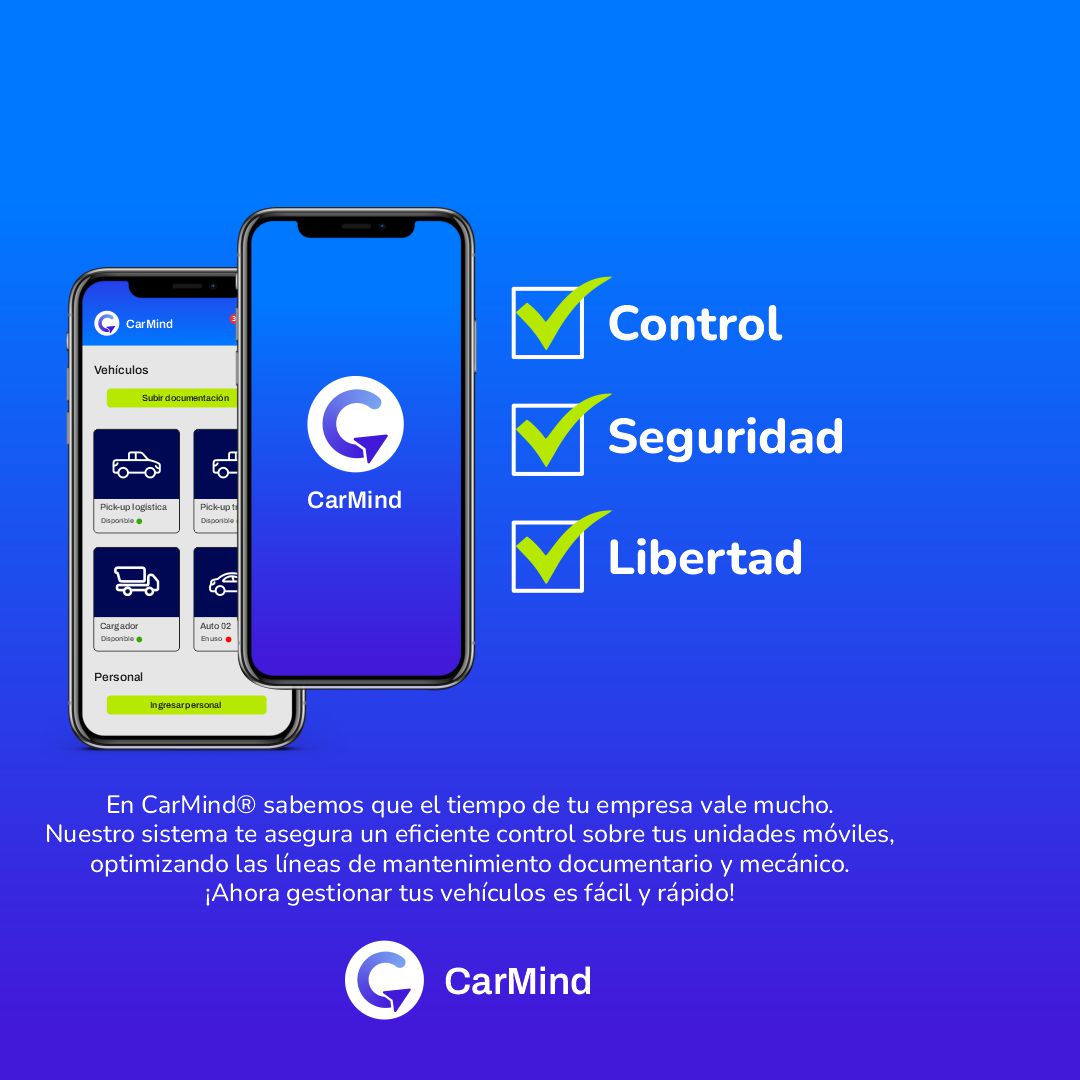 CarMind
Vehículos
Subir documentación
Pick-up logística
Disponible
Pick-up
Disponible
Cargador
Disponible
Auto 02
En uso
Personal
Ingresar personal
CarMind
Control
Seguridad
Libertad
En CarMind® sabemos que el tiempo de tu empresa vale mucho.
Nuestro sistema te asegura un eficiente control sobre tus unidades móviles,
optimizando las líneas de mantenimiento documentario y mecánico.
¡Ahora gestionar tus vehículos es fácil y rápido!
CarMind